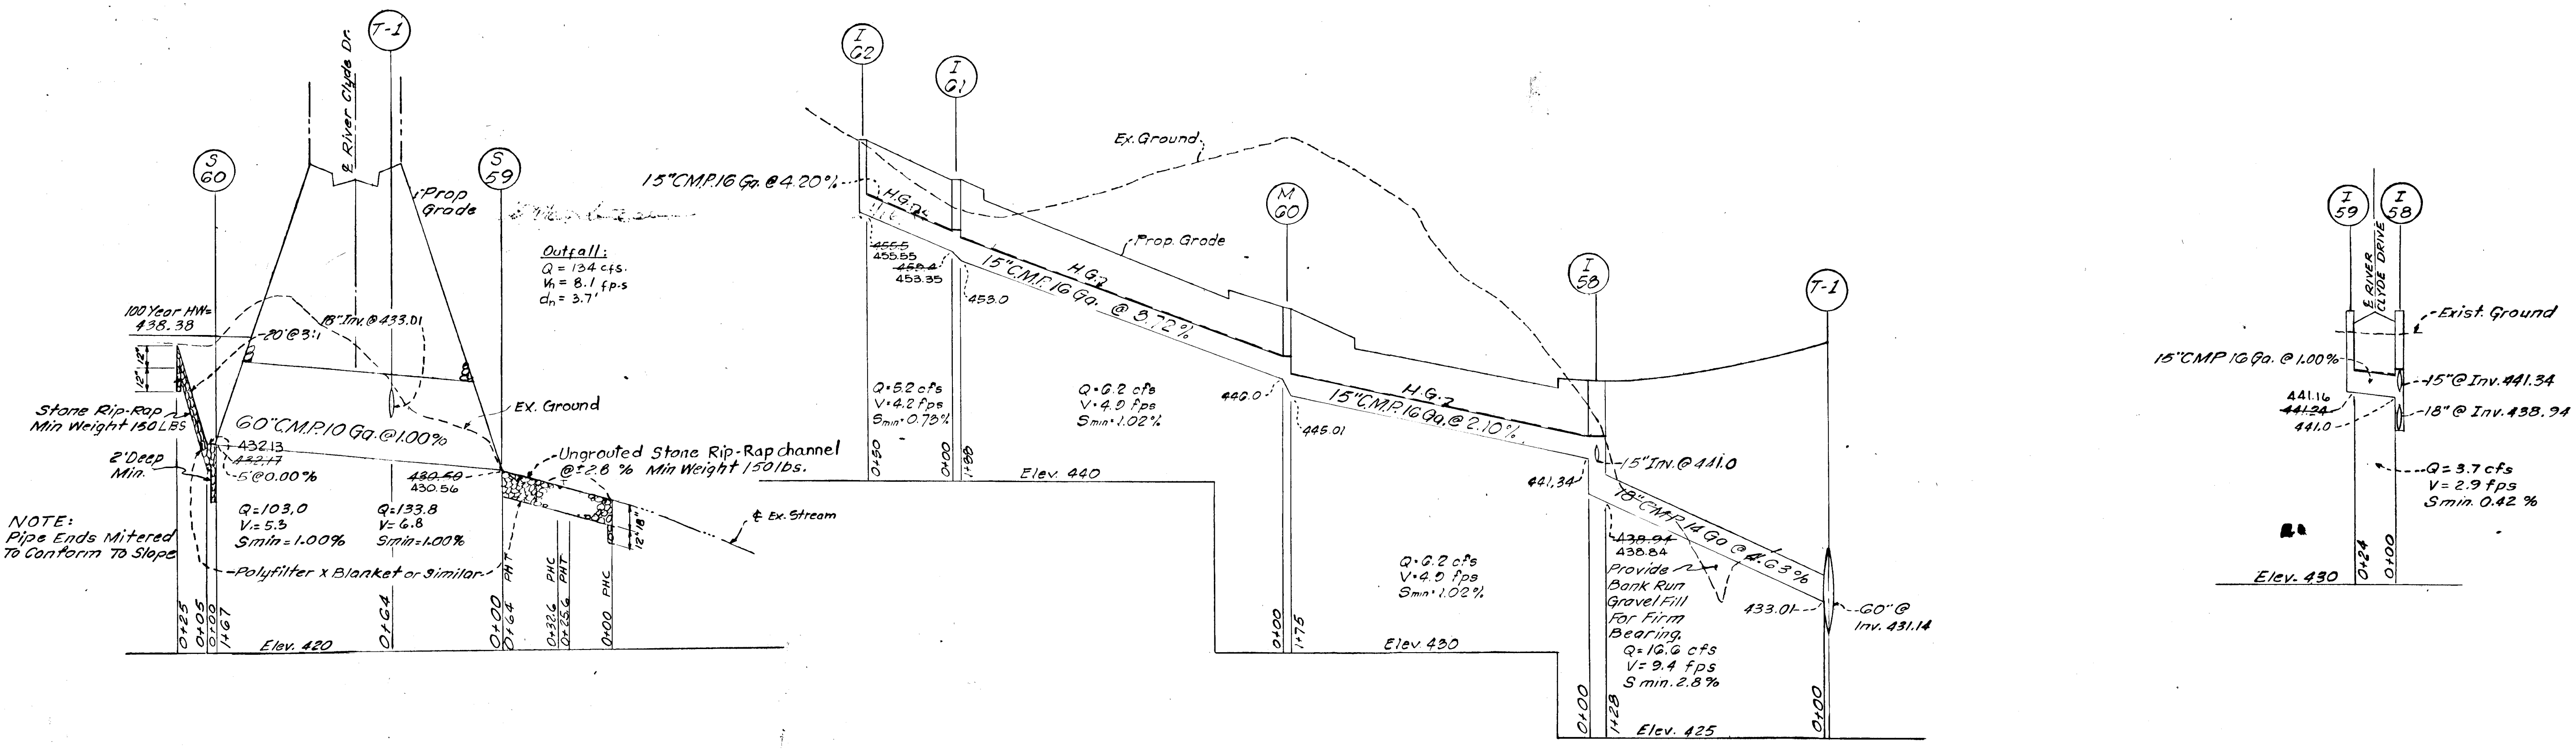 T-1
℄ River Clyde Dr.
S
60
S
59
Prop
Grade
Outfall:
Q = 134 cfs.
Vn = 8.1 fps
dn = 3.7'
100 Year HW=
438.38
18" Inv. @ 433.01
20' @ 3:1
12"
12"
Stone Rip-Rap
Min Weight 150 LBS
60" C.M.P. 10 Ga. @ 1.00%
Ex. Ground
432.13
432.17
5' @ 0.00%
2' Deep
Min.
430.50
430.56
Ungrouted Stone Rip-Rap channel
@ ± 2.8 % Min Weight 150 lbs.
Q = 103.0
V = 5.3
Smin = 1.00%
Q = 133.8
V = 6.8
Smin = 1.00%
12"
18"
℄ Ex. Stream
NOTE:
Pipe Ends Mitered
To Conform To Slope
Polyfilter X Blanket or Similar
0+25
0+05
0+00
1+67
0+64
0+00
0+64 PHT
0+32.6 PHC
0+25.6 PHT
0+00 PHC
Elev. 420
I
62
I
61
15" C.M.P. 16 Ga. @ 4.20%
H.G.
Ex. Ground
M
60
Prop. Grade
455.5
455.55
453.4
453.35
453.0
H.G.2
15" C.M.P. 16 Ga. @ 3.72%
Q = 5.2 cfs
V = 4.2 fps
Smin = 0.73%
Q = 6.2 cfs
V = 4.9 fps
Smin = 1.02%
446.0
445.01
0+50
0+00
1+88
Elev. 440
H.G.2
15" C.M.P. 16 Ga. @ 2.10%
I
58
T-1
15" Inv. @ 441.0
441.34
18" C.M.P. 14 Ga @ 4.63%
438.94
438.84
Provide
Bank Run
Gravel Fill
For Firm
Bearing.
Q = 6.2 cfs
V = 4.9 fps
Smin = 1.02%
433.01
60" @
Inv. 431.14
Q = 16.6 cfs
V = 9.4 fps
S min. 2.8%
0+00
1+75
Elev. 430
0+00
1+28
0+00
Elev. 425
I
59
I
58
℄ RIVER
CLYDE DRIVE
Exist. Ground
15" CMP 16 Ga. @ 1.00%
15" @ Inv. 441.34
441.16
441.24
441.0
18" @ Inv. 438.94
Q = 3.7 cfs
V = 2.9 fps
S min. 0.42 %
0+24
0+00
Elev. 430